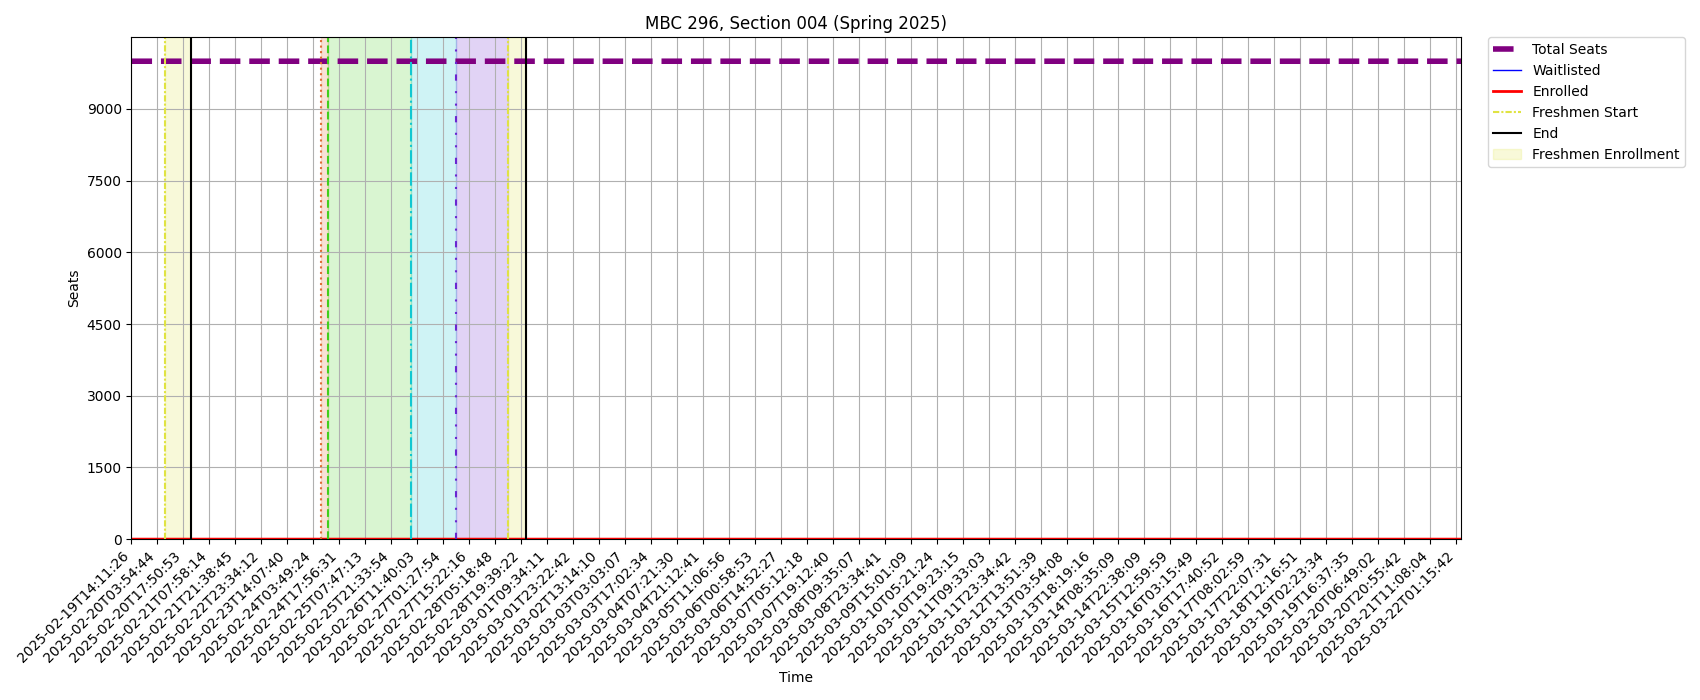 MBC 296, Section 004 (Spring 2025)
Total Seats
Waitlisted
Enrolled
Freshmen Start
End
Freshmen Enrollment
Seats
9000
7500
6000
4500
3000
1500
0
2025-02-19T14:11:26
2025-02-20T03:54:44
2025-02-20T17:50:53
2025-02-21T07:58:14
2025-02-21T21:38:45
2025-02-22T23:34:12
2025-02-23T14:07:40
2025-02-24T03:49:24
2025-02-24T17:56:31
2025-02-25T07:47:13
2025-02-25T21:33:54
2025-02-26T11:40:03
2025-02-27T01:27:54
2025-02-27T15:22:16
2025-02-28T05:18:48
2025-02-28T19:39:22
2025-03-01T09:34:11
2025-03-01T23:22:42
2025-03-02T13:14:10
2025-03-03T03:03:07
2025-03-03T17:02:34
2025-03-04T07:21:30
2025-03-04T21:12:41
2025-03-05T11:06:56
2025-03-06T00:58:53
2025-03-06T14:52:27
2025-03-07T05:12:18
2025-03-07T19:12:40
2025-03-08T09:35:07
2025-03-08T23:34:41
2025-03-09T15:01:09
2025-03-10T05:21:24
2025-03-10T19:23:15
2025-03-11T09:33:03
2025-03-11T23:34:42
2025-03-12T13:51:39
2025-03-13T03:54:08
2025-03-13T18:19:16
2025-03-14T08:35:09
2025-03-14T22:38:09
2025-03-15T12:59:59
2025-03-16T03:15:49
2025-03-16T17:40:52
2025-03-17T08:02:59
2025-03-17T22:07:31
2025-03-18T12:16:51
2025-03-19T02:23:34
2025-03-19T16:37:35
2025-03-20T06:49:02
2025-03-20T20:55:42
2025-03-21T11:08:04
2025-03-22T01:15:42
Time